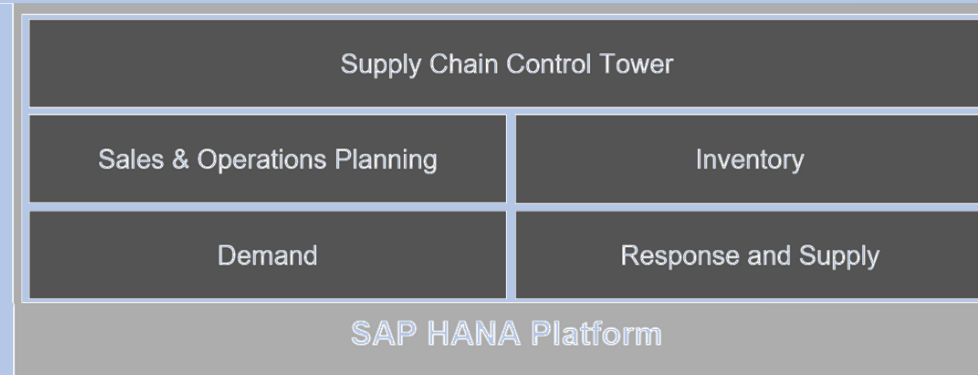 Supply Chain Control Tower
Sales & Operations Planning
Inventory
Demand
Response and Supply
SAP HANA Platform